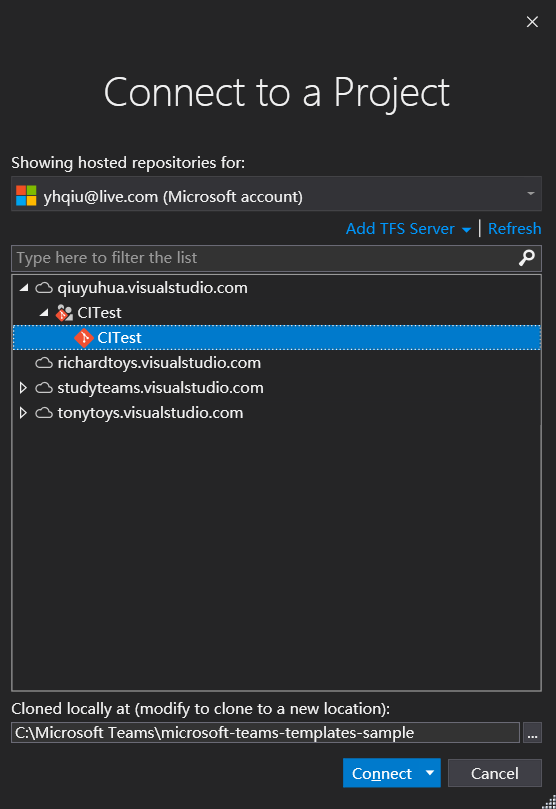 Connect to a Project
Showing hosted repositories for:
yhqiu@live.com (Microsoft account)
Add TFS Server | Refresh
Type here to filter the list
qiuyuhua.visualstudio.com
CITest
CITest
richardtoys.visualstudio.com
studyteams.visualstudio.com
tonytoys.visualstudio.com
Cloned locally at (modify to clone to a new location):
C:\Microsoft Teams\microsoft-teams-templates-sample ...
Connect Cancel